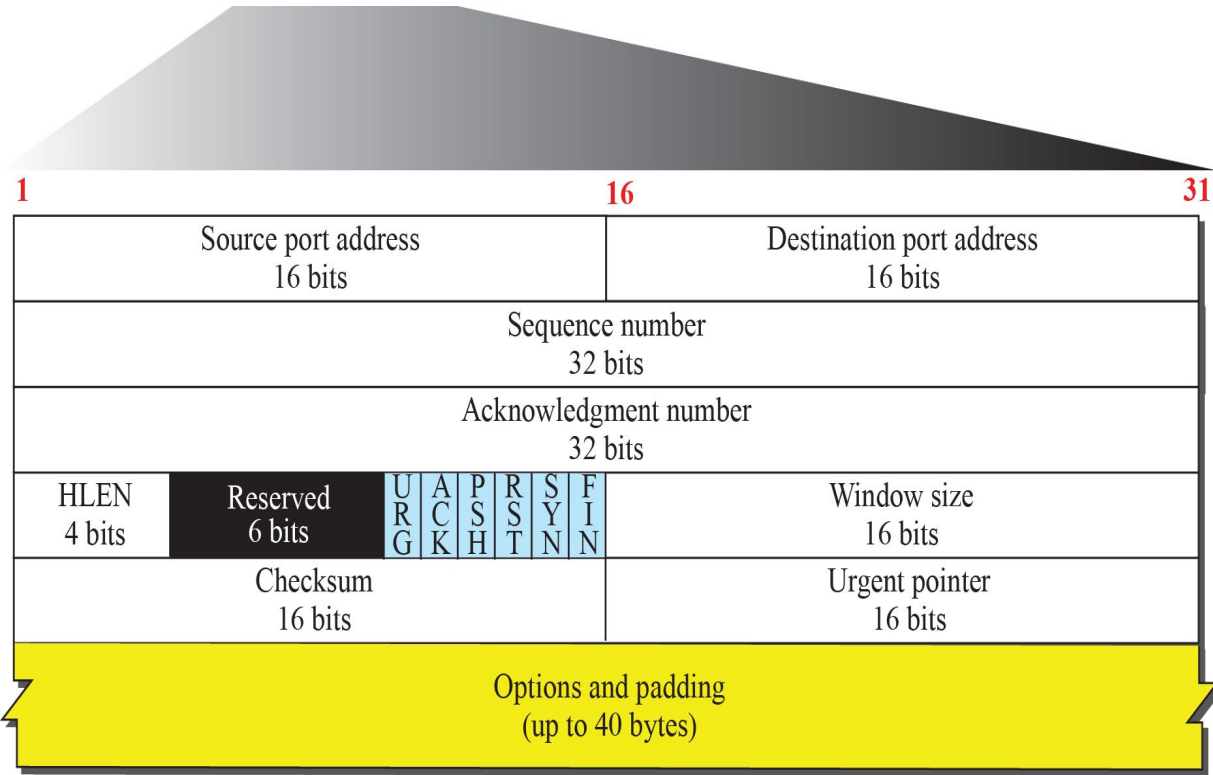 1 16 31
Source port address Destination port address
16 bits 16 bits
Sequence number
32 bits
Acknowledgment number
32 bits
HLEN Reserved URG ACK PSH RST SYN FIN Window size
4 bits 6 bits 16 bits
Checksum Urgent pointer
16 bits 16 bits
Options and padding
(up to 40 bytes)